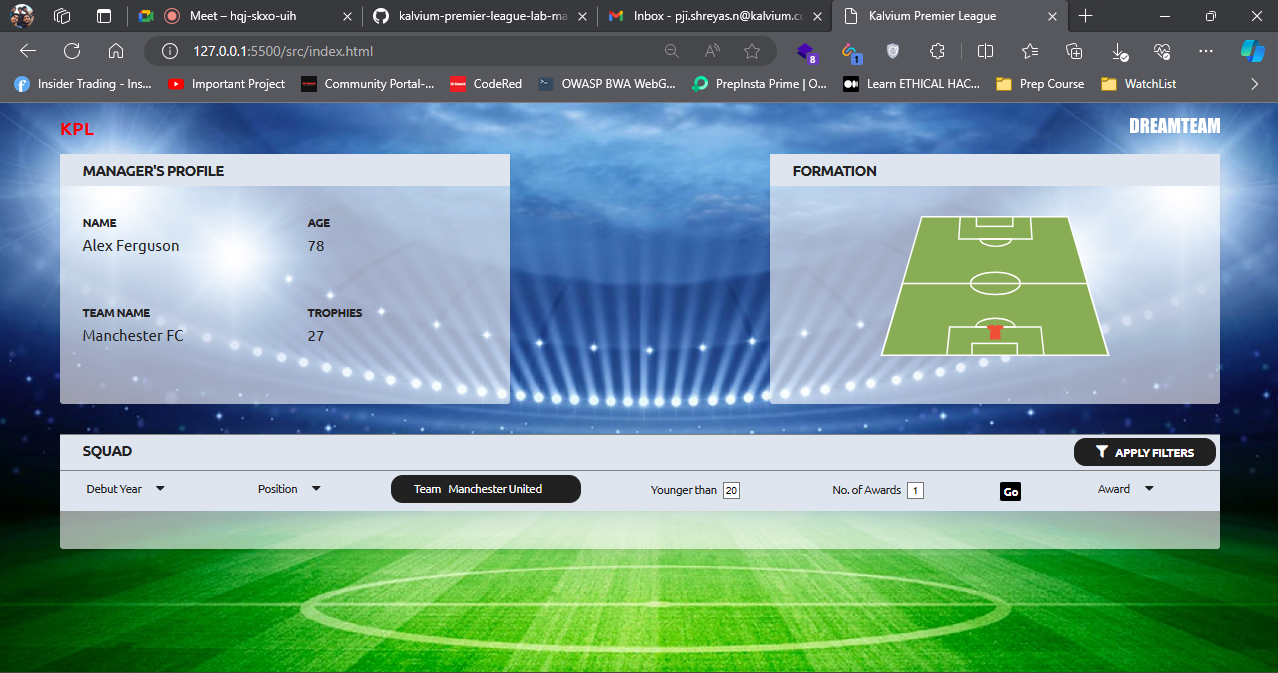 Meet – hqj-skxo-uih
kalvium-premier-league-lab-ma
Inbox - pji.shreyas.n@kalvium.cc
Kalvium Premier League
127.0.0.1:5500/src/index.html
8
1
Insider Trading - Ins...
Important Project
Community Portal-...
CodeRed
OWASP BWA WebG...
PrepInsta Prime | O...
Learn ETHICAL HAC...
Prep Course
WatchList
KPL
DREAMTEAM
MANAGER'S PROFILE
FORMATION
NAME
AGE
Alex Ferguson
78
TEAM NAME
TROPHIES
Manchester FC
27
SQUAD
APPLY FILTERS
Debut Year
Position
Team Manchester United
Younger than 20
No. of Awards 1
Go
Award